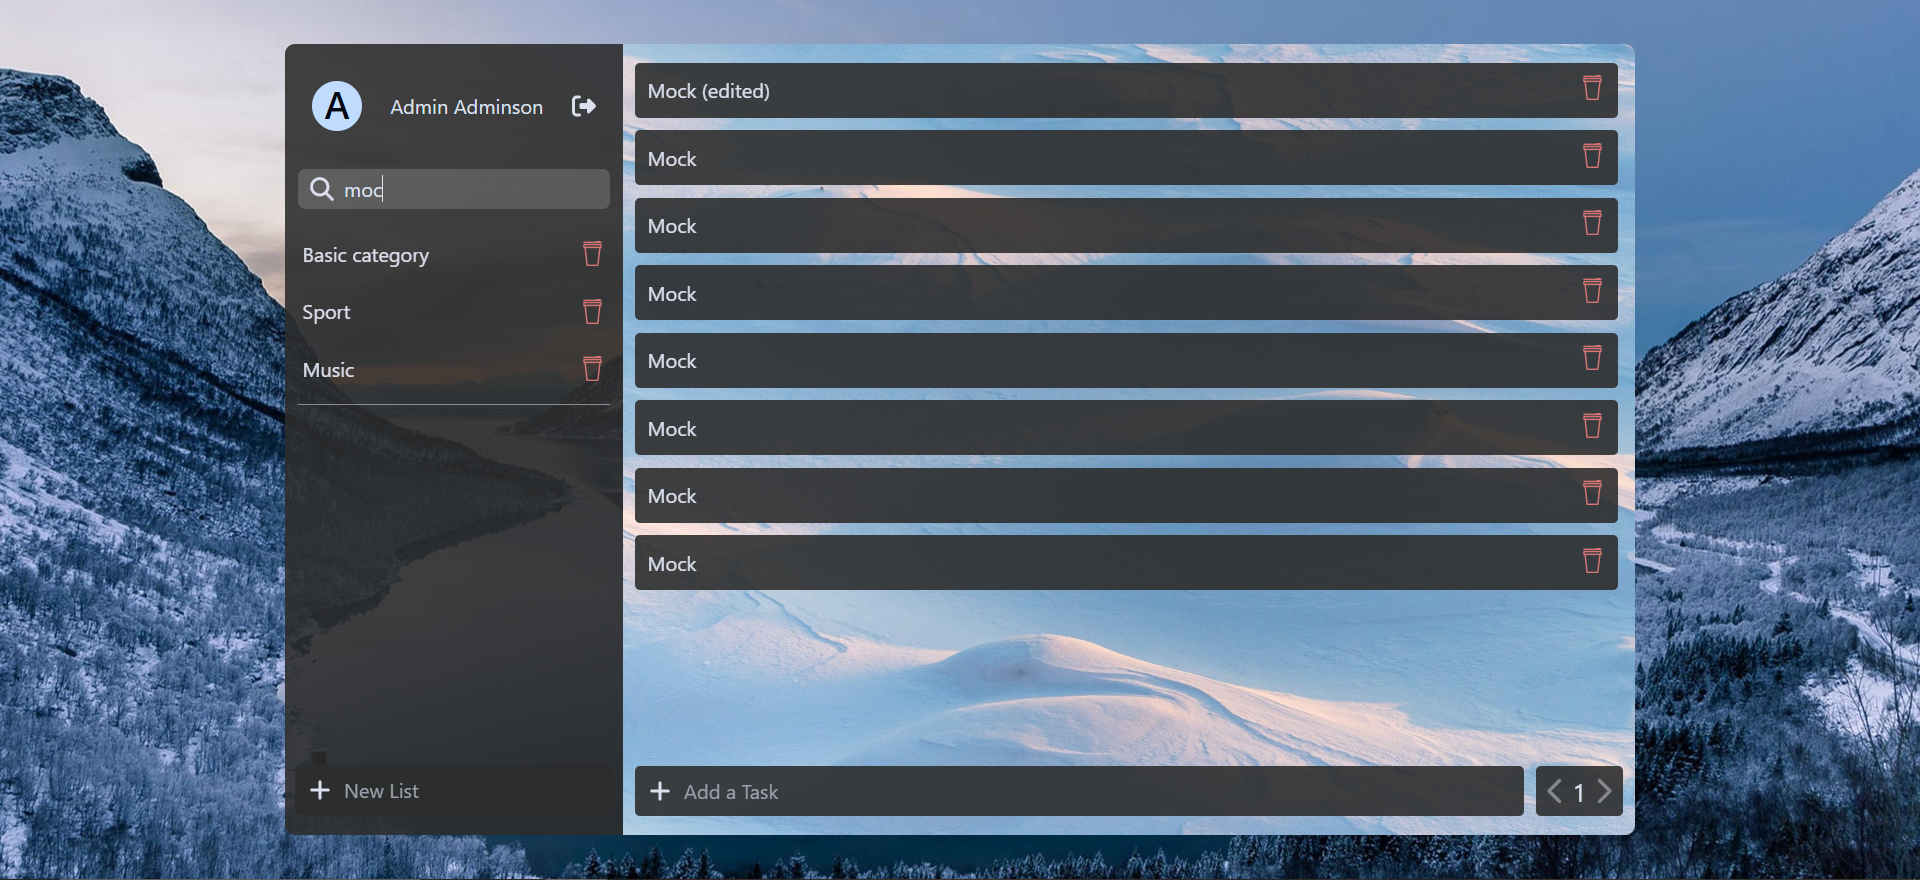 A
Admin Adminson
moc
Basic category
Sport
Music
New List
Mock (edited)
Mock
Mock
Mock
Mock
Mock
Mock
Mock
Add a Task
1